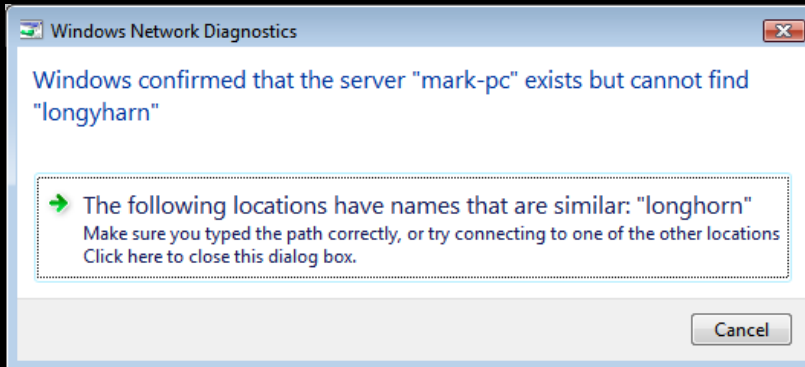 Windows Network Diagnostics
Windows confirmed that the server "mark-pc" exists but cannot find
"longyharn"
The following locations have names that are similar: "longhorn"
Make sure you typed the path correctly, or try connecting to one of the other locations
Click here to close this dialog box.
Cancel